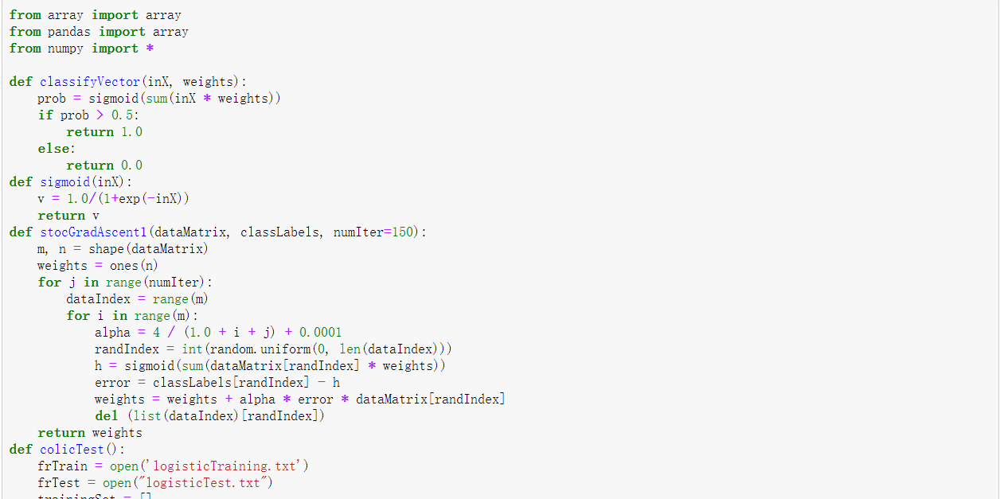 from array import array
from pandas import array
from numpy import *
def classifyVector(inX, weights):
    prob = sigmoid(sum(inX * weights))
    if prob > 0.5:
        return 1.0
    else:
        return 0.0
def sigmoid(inX):
    v = 1.0/(1+exp(-inX))
    return v
def stocGradAscent1(dataMatrix, classLabels, numIter=150):
    m, n = shape(dataMatrix)
    weights = ones(n)
    for j in range(numIter):
        dataIndex = range(m)
        for i in range(m):
            alpha = 4 / (1.0 + i + j) + 0.0001
            randIndex = int(random.uniform(0, len(dataIndex)))
            h = sigmoid(sum(dataMatrix[randIndex] * weights))
            error = classLabels[randIndex] - h
            weights = weights + alpha * error * dataMatrix[randIndex]
            del (list(dataIndex)[randIndex])
    return weights
def colicTest():
    frTrain = open('logisticTraining.txt')
    frTest = open("logisticTest.txt")
    trainingSet = []